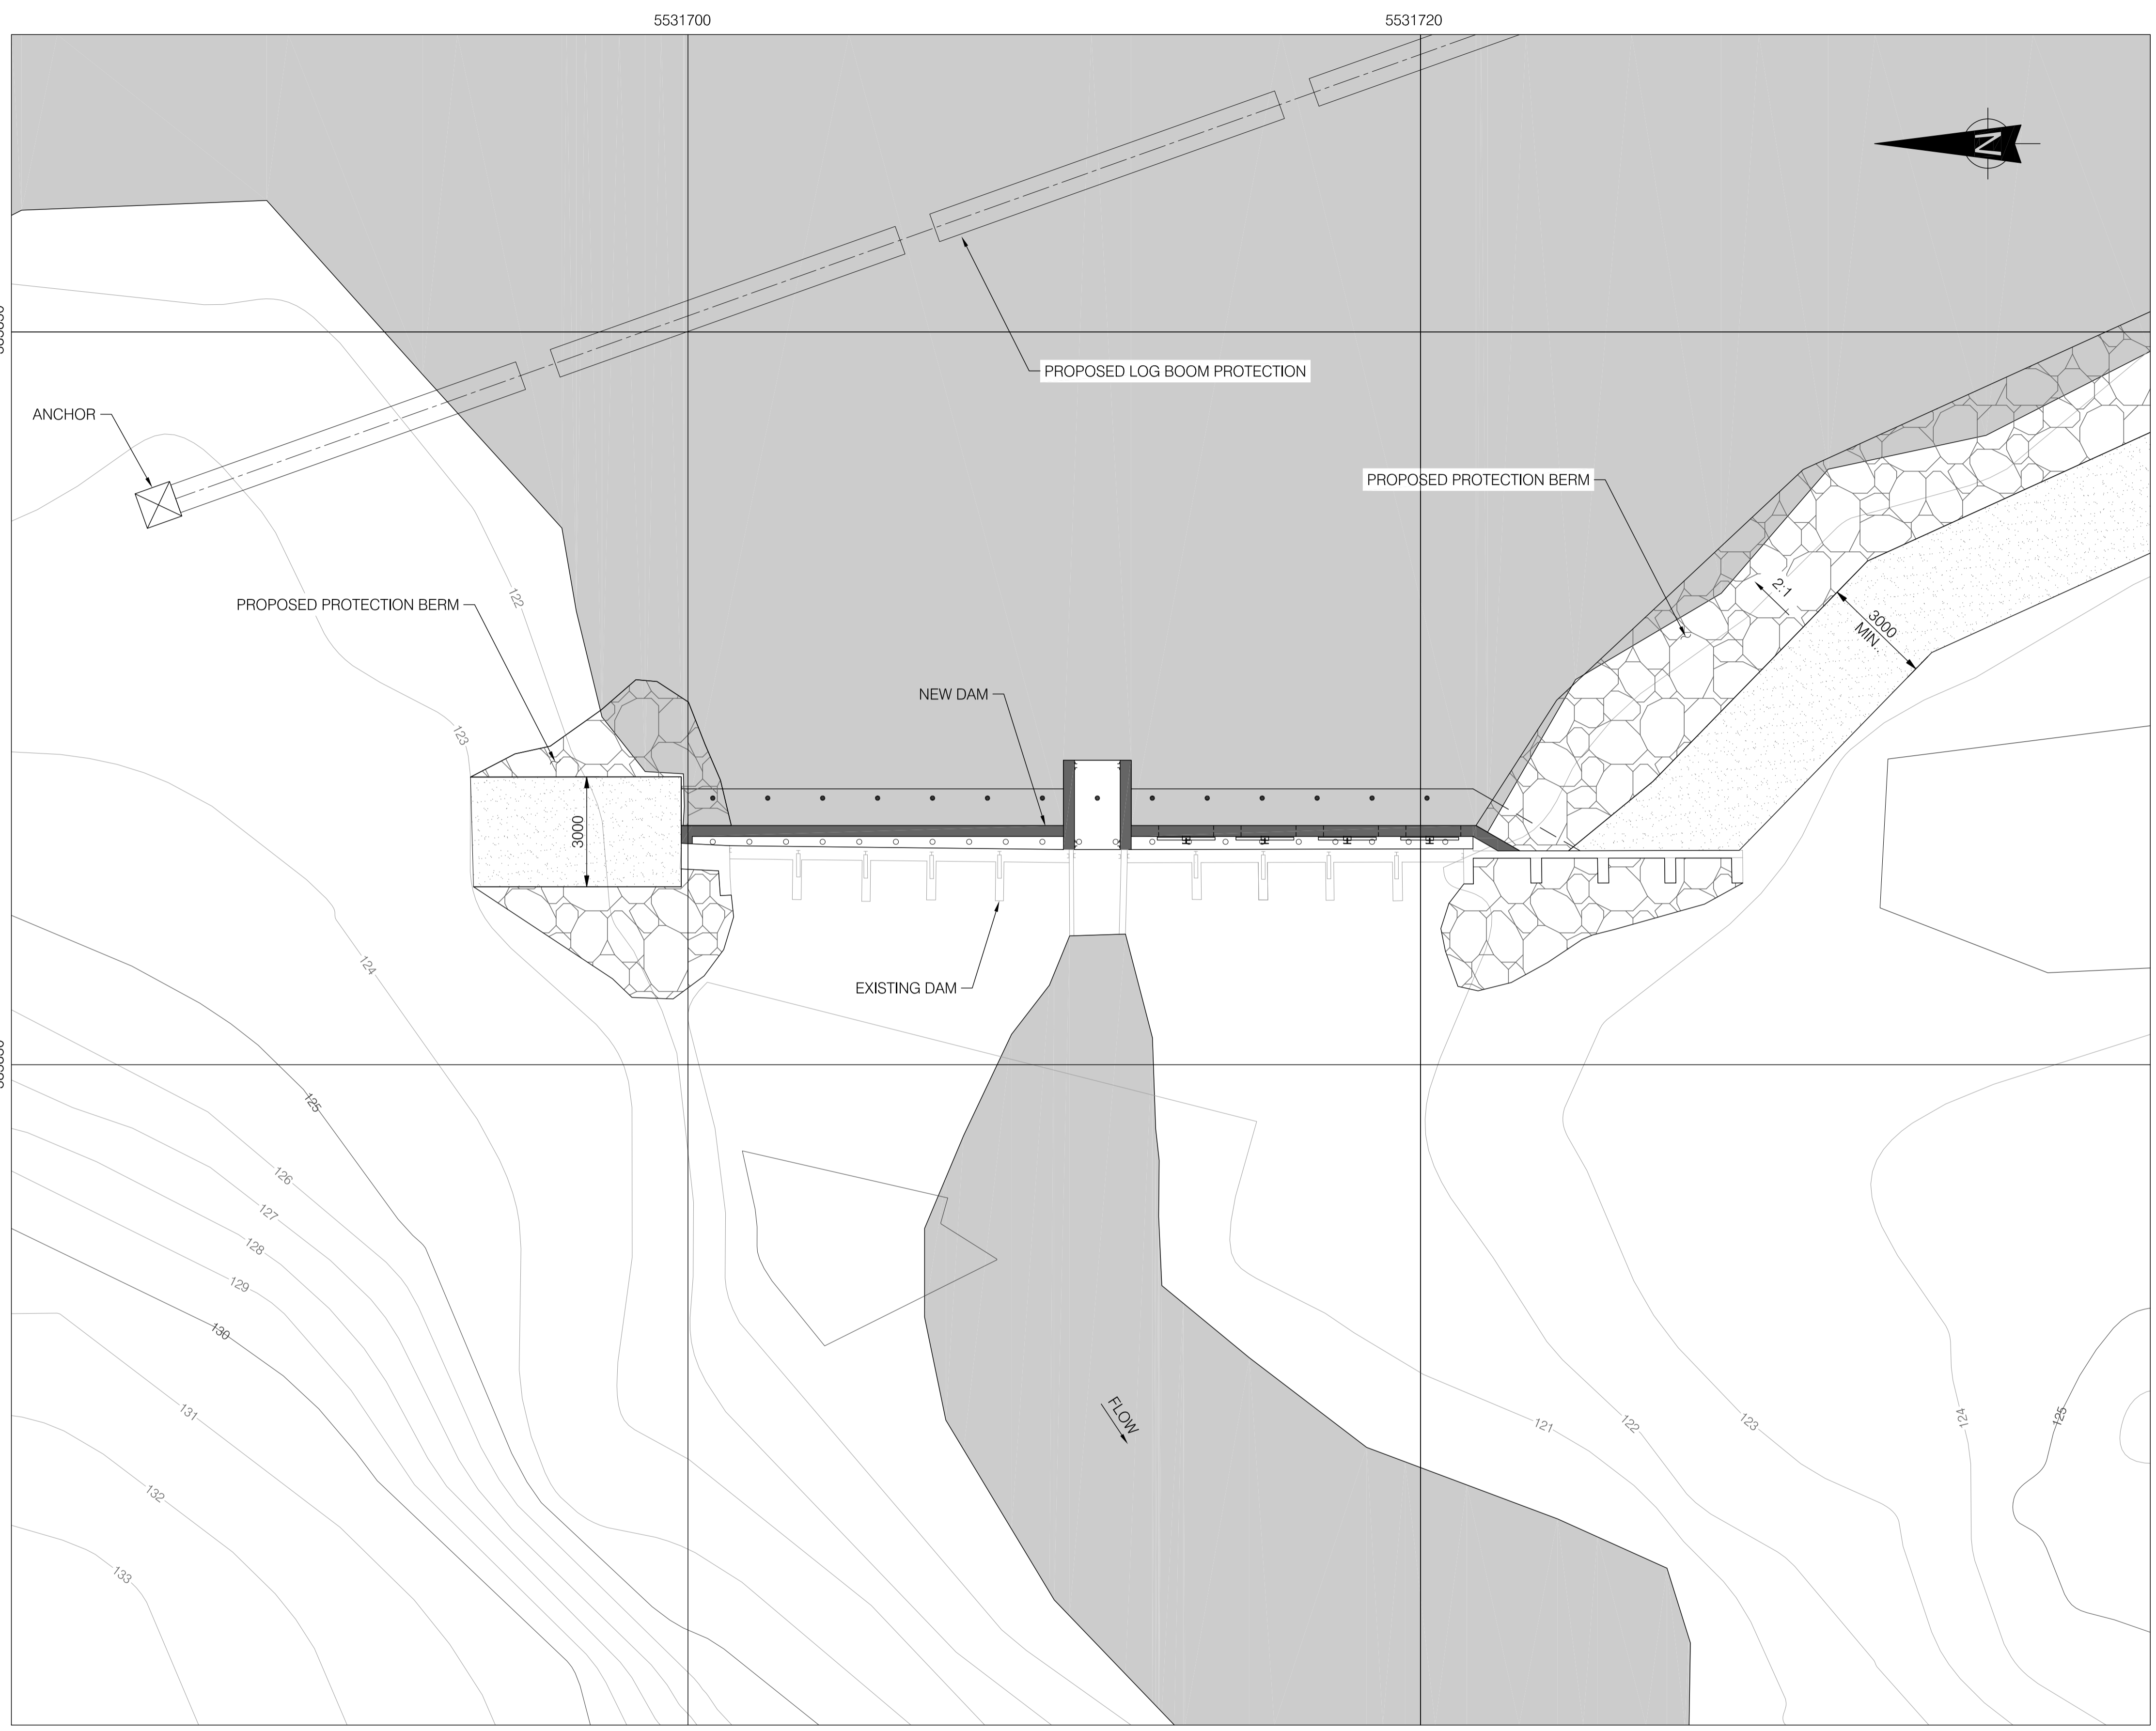 5531700
5531720
N
PROPOSED LOG BOOM PROTECTION
ANCHOR
PROPOSED PROTECTION BERM
2:1
122
PROPOSED PROTECTION BERM
3000
MIN.
NEW DAM
123
3000
124
EXISTING DAM
125
126
127
128
129
130
131
FLOW
121
122
123
124
125
132
133